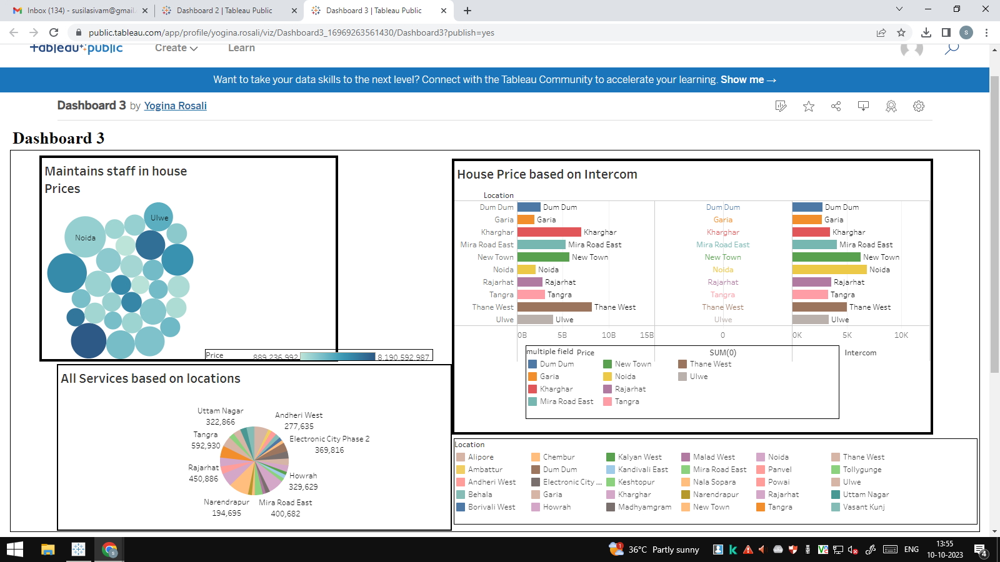 Inbox (134) - susilasivam@gmail.
Dashboard 2 | Tableau Public
Dashboard 3 | Tableau Public
public.tableau.com/app/profile/yogina.rosali/viz/Dashboard3_16969263561430/Dashboard3?publish=yes
S
+ableau public
Create
Learn
Want to take your data skills to the next level? Connect with the Tableau Community to accelerate your learning. Show me →
Dashboard 3 by Yogina Rosali
Dashboard 3
Maintains staff in house
Prices
Ulwe
Noida
Price
889,236,992
8,190,592,987
House Price based on Intercom
Location
Dum Dum Dum Dum Dum Dum Dum Dum
Garia Garia Garia Garia
Kharghar Kharghar Kharghar Kharghar
Mira Road East Mira Road East Mira Road East Mira Road East
New Town New Town New Town New Town
Noida Noida Noida Noida
Rajarhat Rajarhat Rajarhat Rajarhat
Tangra Tangra Tangra Tangra
Thane West Thane West Thane West Thane West
Ulwe Ulwe Ulwe Ulwe
0B 5B 10B 15B 0 0K 5K 10K
multiple field Price SUM(0) Intercom
Dum Dum New Town Thane West
Garia Noida Ulwe
Kharghar Rajarhat
Mira Road East Tangra
All Services based on locations
Uttam Nagar
322,866
Andheri West
277,635
Tangra
592,930
Electronic City Phase 2
369,816
Rajarhat
450,886
Howrah
329,629
Narendrapur
194,695
Mira Road East
400,682
Location
Alipore Chembur Kalyan West Malad West Noida Thane West
Ambattur Dum Dum Kandivali East Mira Road East Panvel Tollygunge
Andheri West Electronic City ... Keshtopur Nala Sopara Powai Ulwe
Behala Garia Kharghar Narendrapur Rajarhat Uttam Nagar
Borivali West Howrah Madhyamgram New Town Tangra Vasant Kunj
1
36°C Partly sunny
ENG
13:55
10-10-2023
4